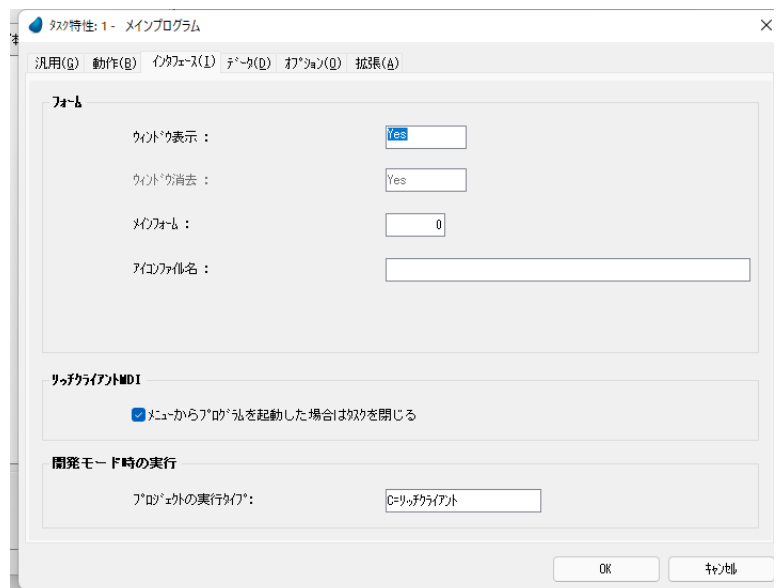 ﾀｽｸ特性: 1 - ﾒｲﾝﾌﾟﾛｸﾞﾗﾑ
汎用(G) 動作(B) ｲﾝﾀﾌｪｰｽ(I) ﾃﾞｰﾀ(D) ｵﾌﾟｼｮﾝ(O) 拡張(A)
ﾌｫｰﾑ
ｳｨﾝﾄﾞｳ表示 : Yes
ｳｨﾝﾄﾞｳ消去 : Yes
ﾒｲﾝﾌｫｰﾑ : 0
ｱｲｺﾝﾌｧｲﾙ名 :
ﾘｯﾁｸﾗｲｱﾝﾄMDI
ﾒﾆｭｰからﾌﾟﾛｸﾞﾗﾑを起動した場合はﾀｽｸを閉じる
開発モード時の実行
ﾌﾟﾛｼﾞｪｸﾄの実行ﾀｲﾌﾟ: C=ﾘｯﾁｸﾗｲｱﾝﾄ
OK ｷｬﾝｾﾙ